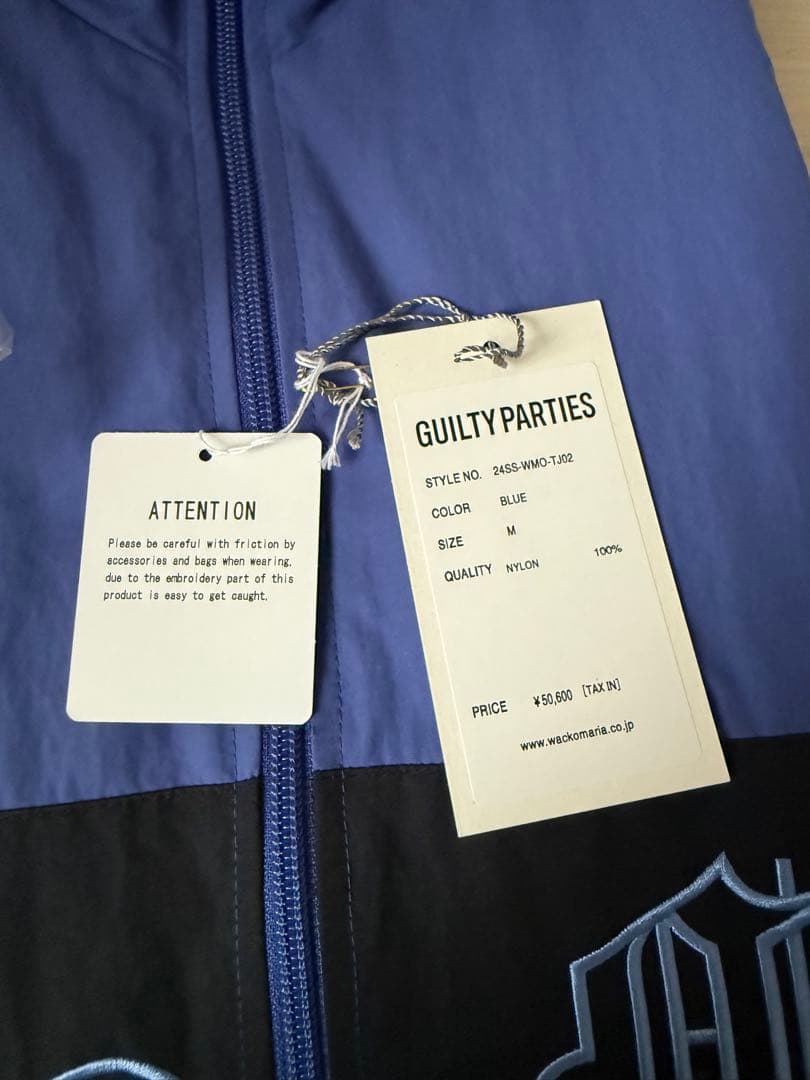 ATTENTION
Please be careful with friction by
accessories and bags when wearing.
due to the embroidery part of this
product is easy to get caught.
GUILTY PARTIES
STYLE NO. 24SS-WMO-TJ02
COLOR BLUE
SIZE M
QUALITY NYLON 100%
PRICE ¥50,600 [TAX IN]
www.wackomaria.co.jp